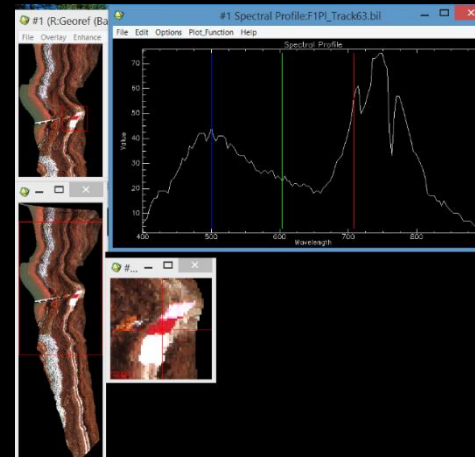 #1 (R:Georef (Ba
File Overlay Enhance
#1 Spectral Profile:F1Pl_Track63.bil
File Edit Options Plot_Function Help
Spectral Profile
Value
70
60
50
40
30
20
10
400 500 600 700 800
Wavelength
#...